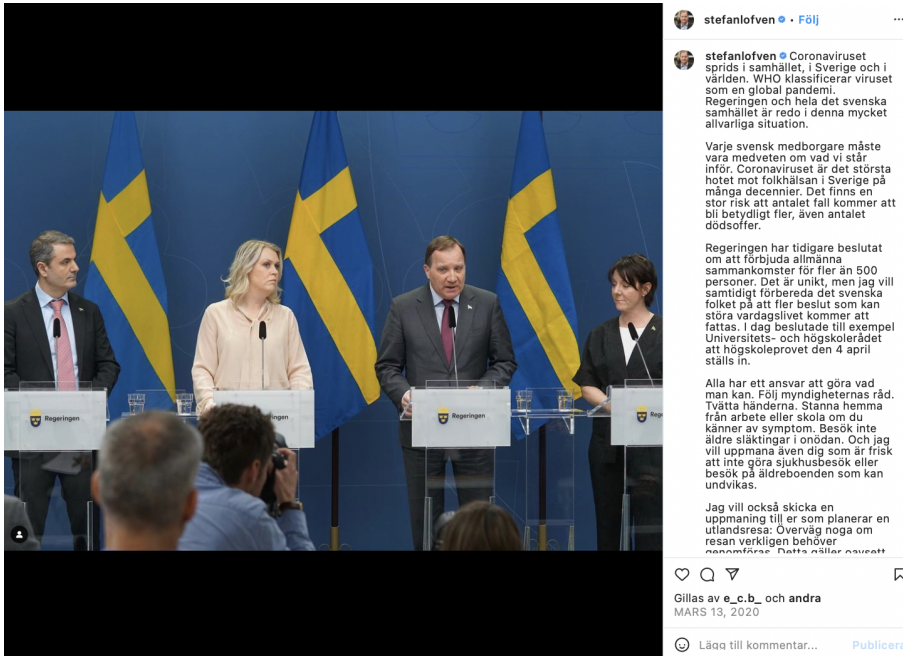 stefanlofven • Följ
stefanlofven Coronaviruset
sprids i samhället, i Sverige och i
världen. WHO klassificerar viruset
som en global pandemi.
Regeringen och hela det svenska
samhället är redo i denna mycket
allvarliga situation.
Varje svensk medborgare måste
vara medveten om vad vi står
inför. Coronaviruset är det största
hotet mot folkhälsan i Sverige på
många decennier. Det finns en
stor risk att antalet fall kommer att
bli betydligt fler, även antalet
dödsoffer.
Regeringen har tidigare beslutat
om att förbjuda allmänna
sammankomster för fler än 500
personer. Det är unikt, men jag vill
samtidigt förbereda det svenska
folket på att fler beslut som kan
störa vardagslivet kommer att
fattas. I dag beslutade till exempel
Universitets- och högskolerådet
att högskoleprovet den 4 april
ställs in.
Alla har ett ansvar att göra vad
man kan. Följ myndigheternas råd.
Tvätta händerna. Stanna hemma
från arbete eller skola om du
känner av symptom. Besök inte
äldre släktingar i onödan. Och jag
vill uppmana även dig som är frisk
att inte göra sjukhusbesök eller
besök på äldreboenden som kan
undvikas.
Jag vill också skicka en
uppmaning till er som planerar en
utlandsresa: Överväg noga om
resan verkligen behöver
genomföras. Detta gäller oavsett
Gillas av e_c.b_ och andra
MARS 13, 2020
Lägg till kommentar... Publicera
Regeringen
ingen
Regeringen
Reg